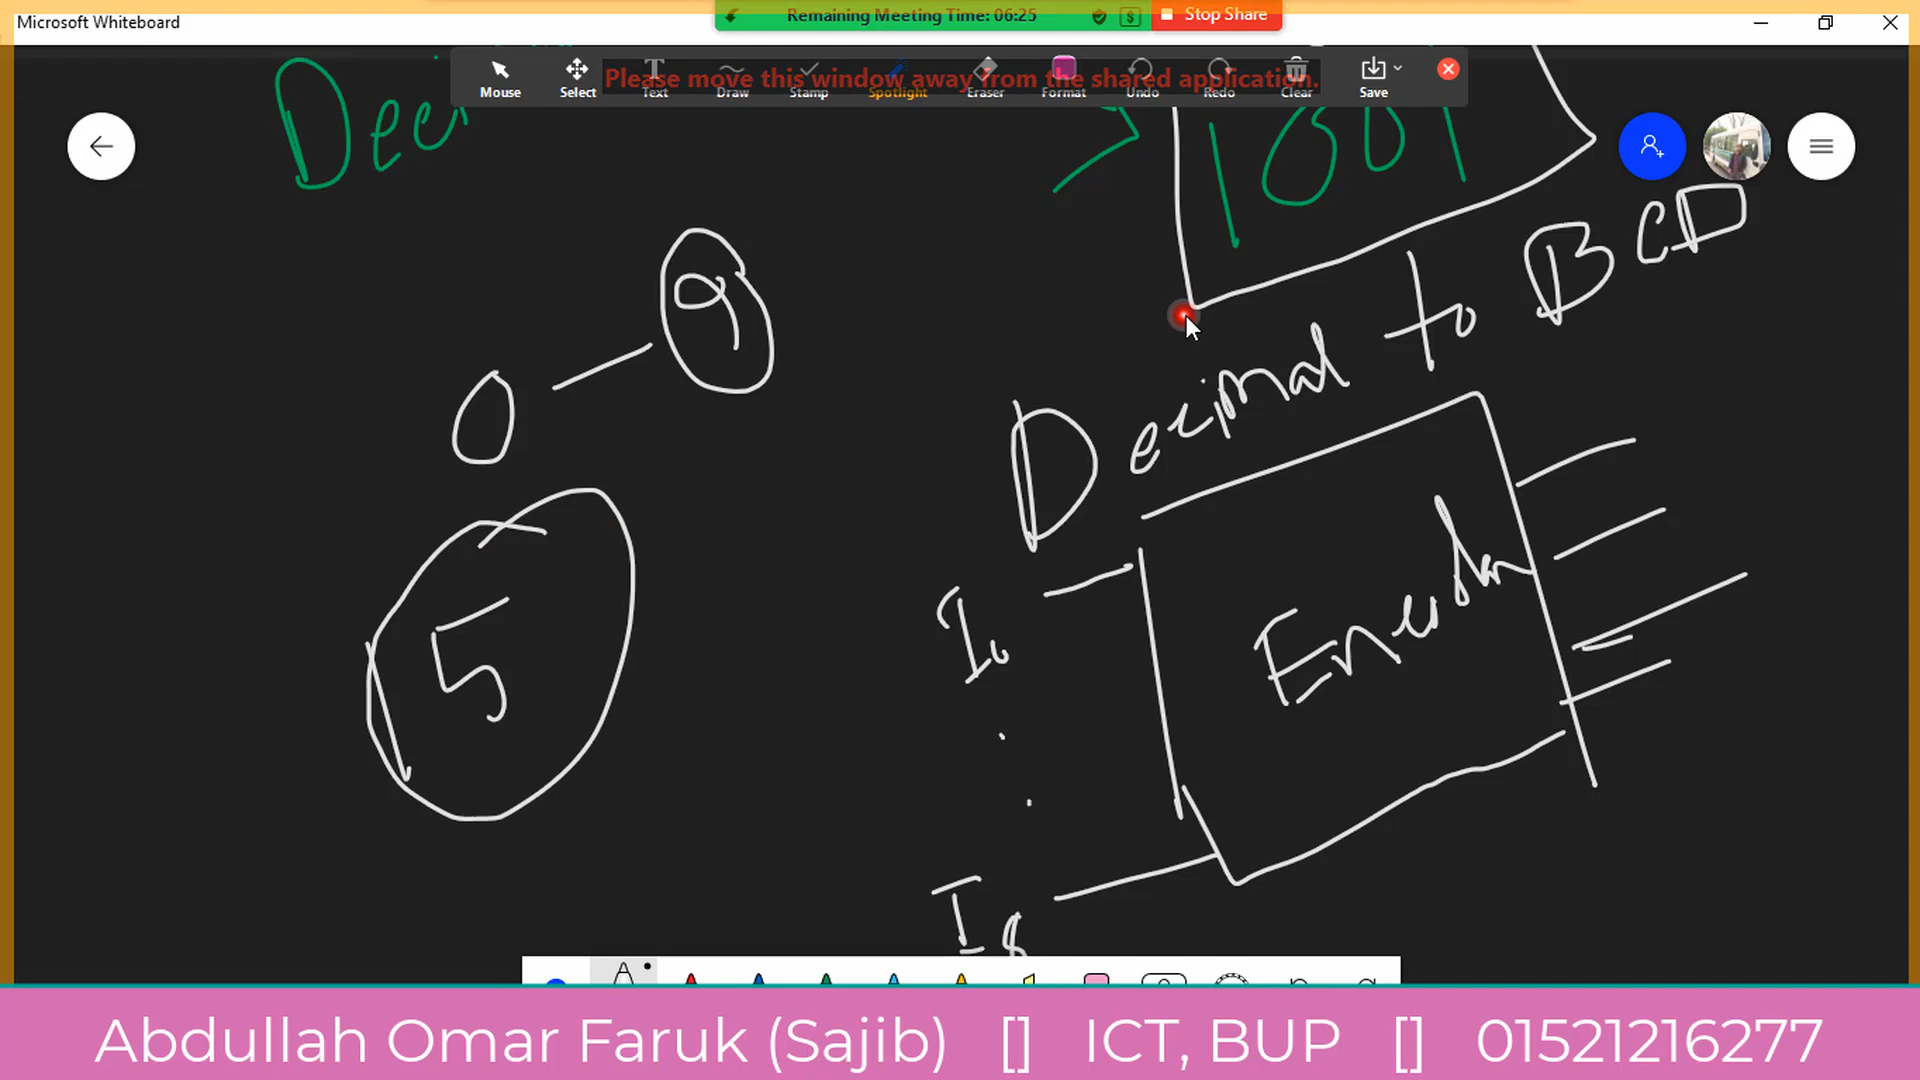 Microsoft Whiteboard
Remaining Meeting Time: 06:25
Stop Share
Please move this window away from the shared application.
Mouse Select Text Draw Stamp Spotlight Eraser Format Undo Redo Clear Save
Deci
1001
Decimal to BCD
0 — 9
5
I0
.
.
I8
01521216277
Abdullah Omar Faruk (Sajib) [] ICT, BUP [] 01521216277